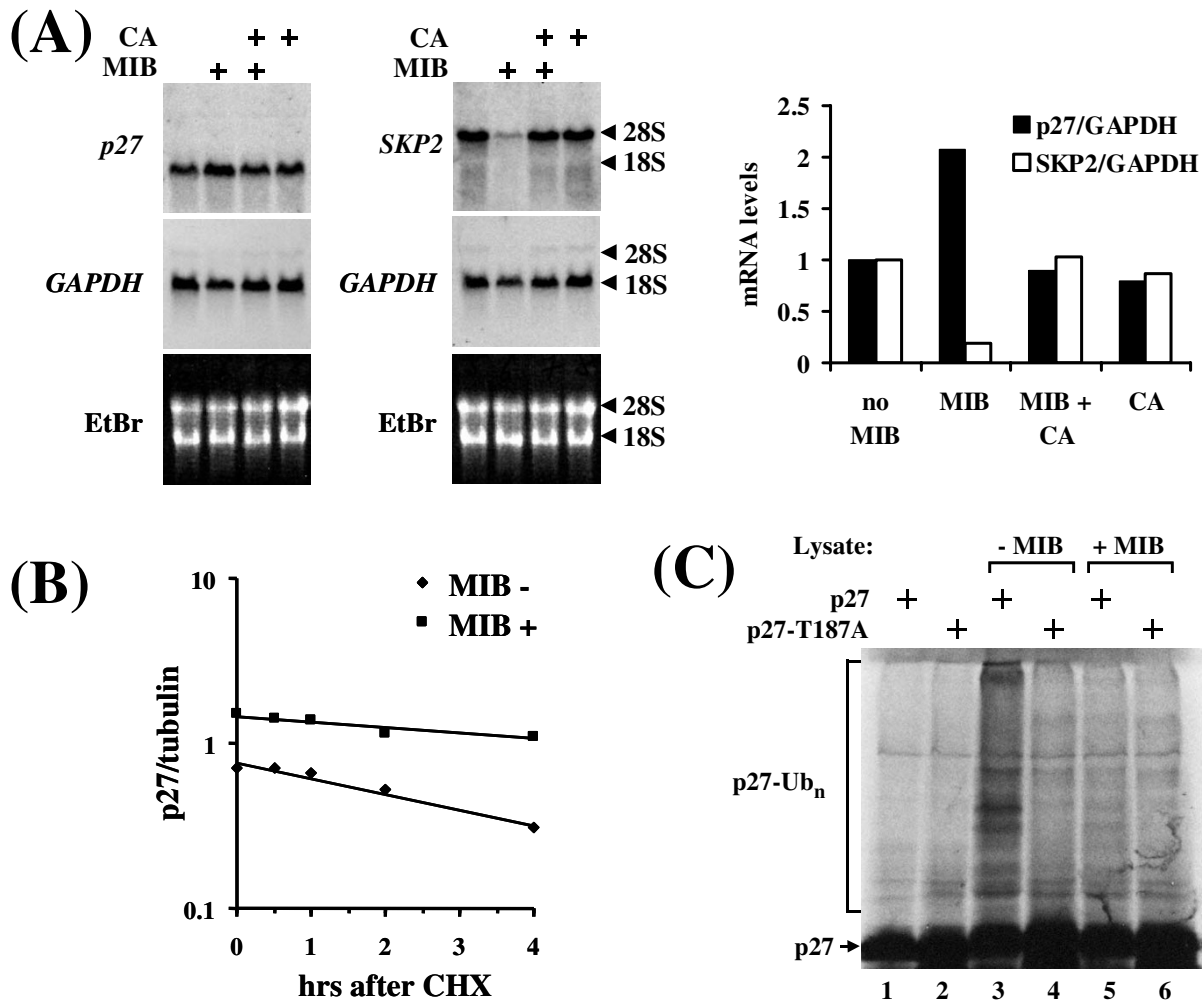 (A)
CA + +
MIB + +
p27
GAPDH
EtBr
CA + +
MIB + +
SKP2
28S
18S
GAPDH
28S
18S
EtBr
28S
18S
2.5
2
1.5
1
0.5
0
mRNA levels
p27/GAPDH
SKP2/GAPDH
no MIB
MIB
MIB + CA
CA
(B)
10
1
0.1
p27/tubulin
MIB -
MIB +
0 1 2 3 4
hrs after CHX
(C)
Lysate: - MIB + MIB
p27 + + +
p27-T187A + + +
p27-Ubn
p27
1 2 3 4 5 6